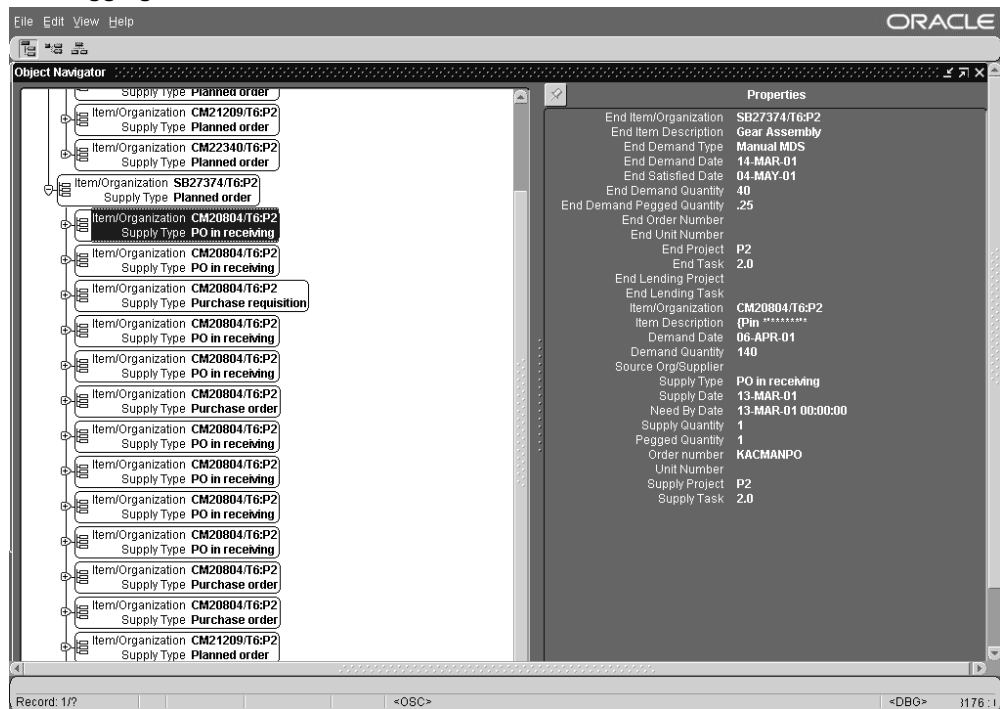 File Edit View Help
ORACLE
Object Navigator
Supply Type Planned order
Item/Organization CM21209/T6:P2
Supply Type Planned order
Item/Organization CM22340/T6:P2
Supply Type Planned order
Item/Organization SB27374/T6:P2
Supply Type Planned order
Item/Organization CM20804/T6:P2
Supply Type PO in receiving
Item/Organization CM20804/T6:P2
Supply Type PO in receiving
Item/Organization CM20804/T6:P2
Supply Type Purchase requisition
Item/Organization CM20804/T6:P2
Supply Type PO in receiving
Item/Organization CM20804/T6:P2
Supply Type PO in receiving
Item/Organization CM20804/T6:P2
Supply Type Purchase order
Item/Organization CM20804/T6:P2
Supply Type PO in receiving
Item/Organization CM20804/T6:P2
Supply Type PO in receiving
Item/Organization CM20804/T6:P2
Supply Type PO in receiving
Item/Organization CM20804/T6:P2
Supply Type PO in receiving
Item/Organization CM20804/T6:P2
Supply Type Purchase order
Item/Organization CM20804/T6:P2
Supply Type Purchase order
Item/Organization CM21209/T6:P2
Supply Type Planned order
Properties
End Item/Organization SB27374/T6:P2
End Item Description Gear Assembly
End Demand Type Manual MDS
End Demand Date 14-MAR-01
End Satisfied Date 04-MAY-01
End Demand Quantity 40
End Demand Pegged Quantity .25
End Order Number
End Unit Number
End Project P2
End Task 2.0
End Lending Project
End Lending Task
Item/Organization CM20804/T6:P2
Item Description {Pin *********
Demand Date 06-APR-01
Demand Quantity 140
Source Org/Supplier
Supply Type PO in receiving
Supply Date 13-MAR-01
Need By Date 13-MAR-01 00:00:00
Supply Quantity 1
Pegged Quantity 1
Order number KACMANPO
Unit Number
Supply Project P2
Supply Task 2.0
Record: 1/? <OSC> <DBG>